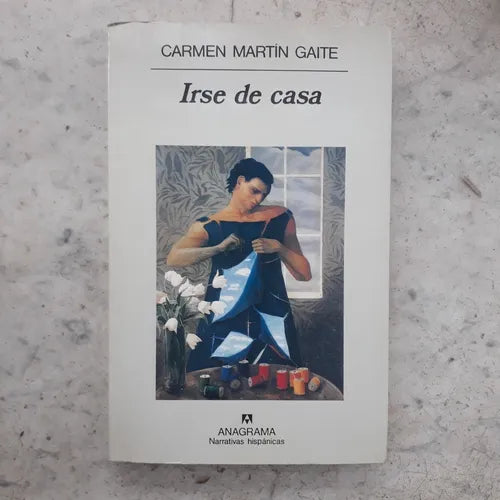 CARMEN MARTÍN GAITE
Irse de casa
ANAGRAMA
Narrativas hispánicas